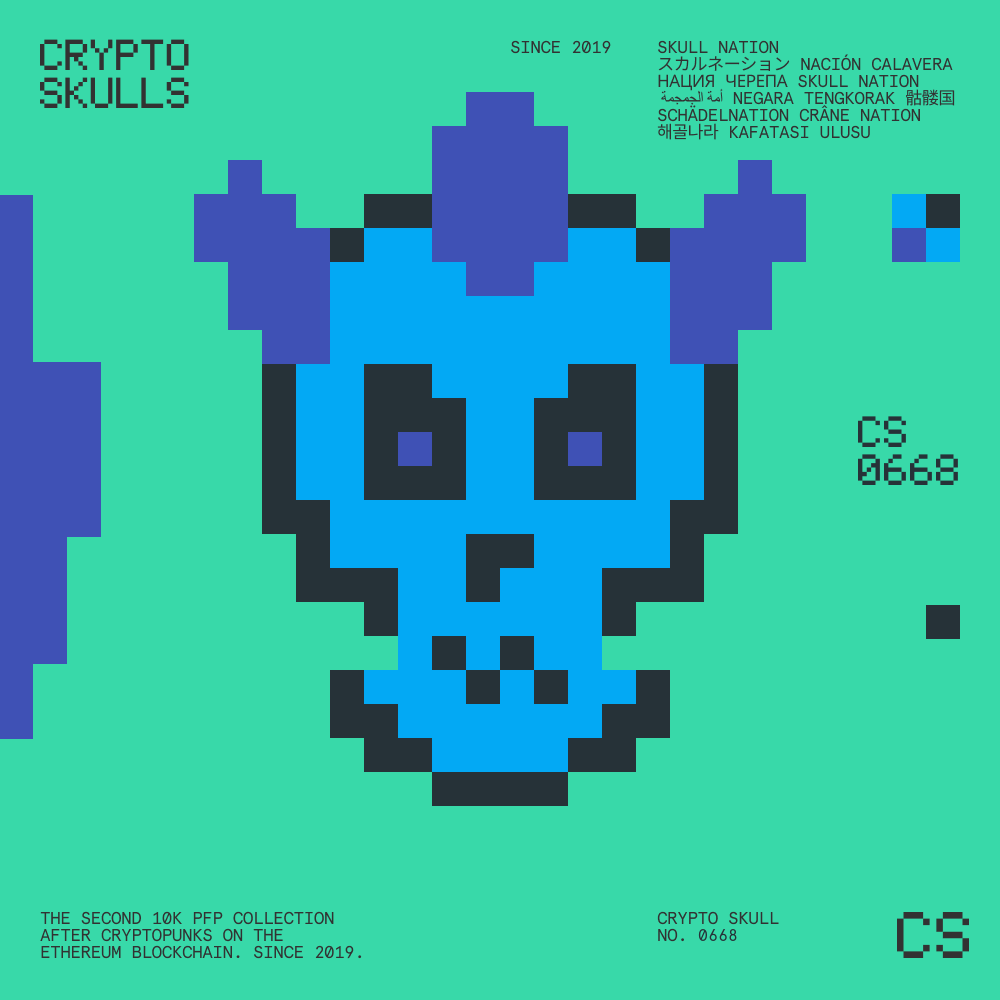 CRYPTO
SKULLS
SINCE 2019
SKULL NATION
スカルネーション NACIÓN CALAVERA
НАЦИЯ ЧЕРЕПА SKULL NATION
أمة الجمجمة NEGARA TENGKORAK 骷髅国
SCHÄDELNATION CRÂNE NATION
해골나라 KAFATASI ULUSU
CS
0668
THE SECOND 10K PFP COLLECTION
AFTER CRYPTOPUNKS ON THE
ETHEREUM BLOCKCHAIN. SINCE 2019.
CRYPTO SKULL
NO. 0668
CS